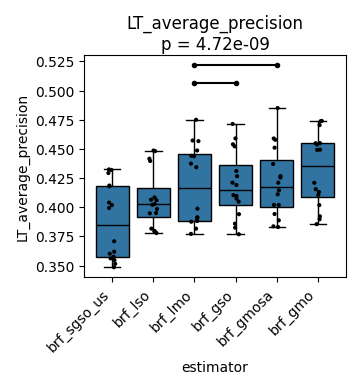 LT_average_precision
p = 4.72e-09
LT_average_precision
0.525
0.500
0.475
0.450
0.425
0.400
0.375
0.350
brf_sgso_us
brf_lso
brf_lmo
brf_gso
brf_gmosa
brf_gmo
estimator